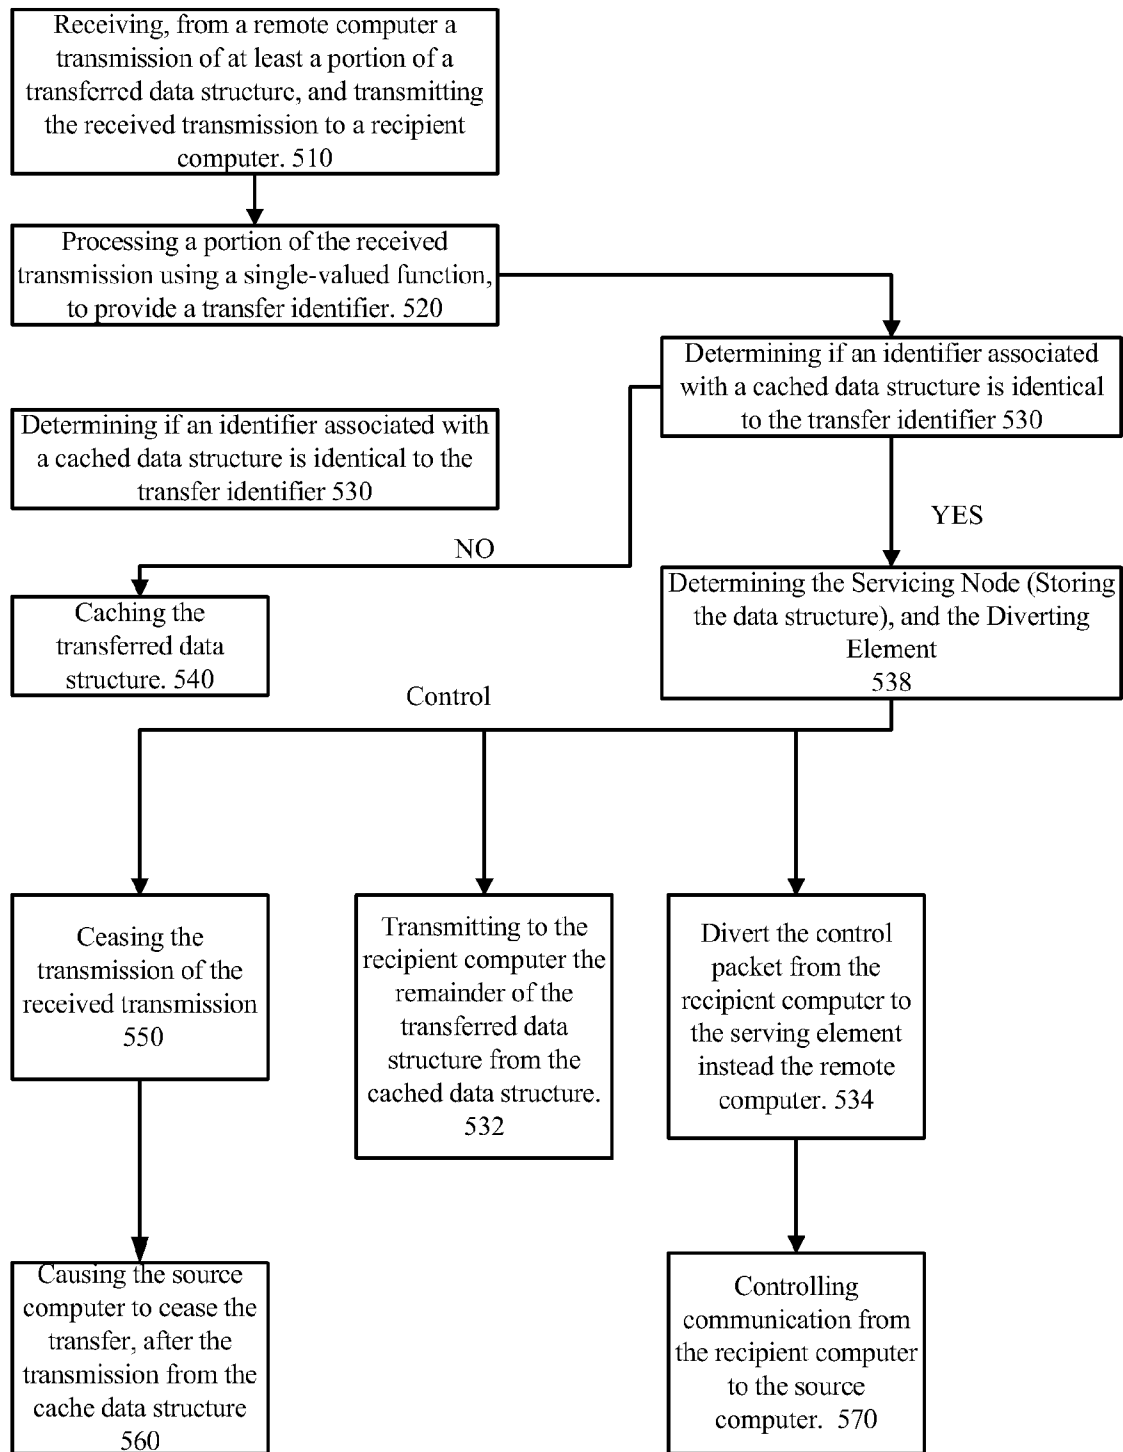 Receiving, from a remote computer a
transmission of at least a portion of a
transferred data structure, and transmitting
the received transmission to a recipient
computer. 510
Processing a portion of the received
transmission using a single-valued function,
to provide a transfer identifier. 520
Determining if an identifier associated
with a cached data structure is identical
to the transfer identifier 530
Determining if an identifier associated with
a cached data structure is identical to the
transfer identifier 530
YES
NO
Determining the Servicing Node (Storing
the data structure), and the Diverting
Element
538
Caching the
transferred data
structure. 540
Control
Ceasing the
transmission of the
received transmission
550
Transmitting to the
recipient computer the
remainder of the
transferred data
structure from the
cached data structure.
532
Divert the control
packet from the
recipient computer to
the serving element
instead the remote
computer. 534
Causing the source
computer to cease the
transfer, after the
transmission from the
cache data structure
560
Controlling
communication from
the recipient computer
to the source
computer. 570